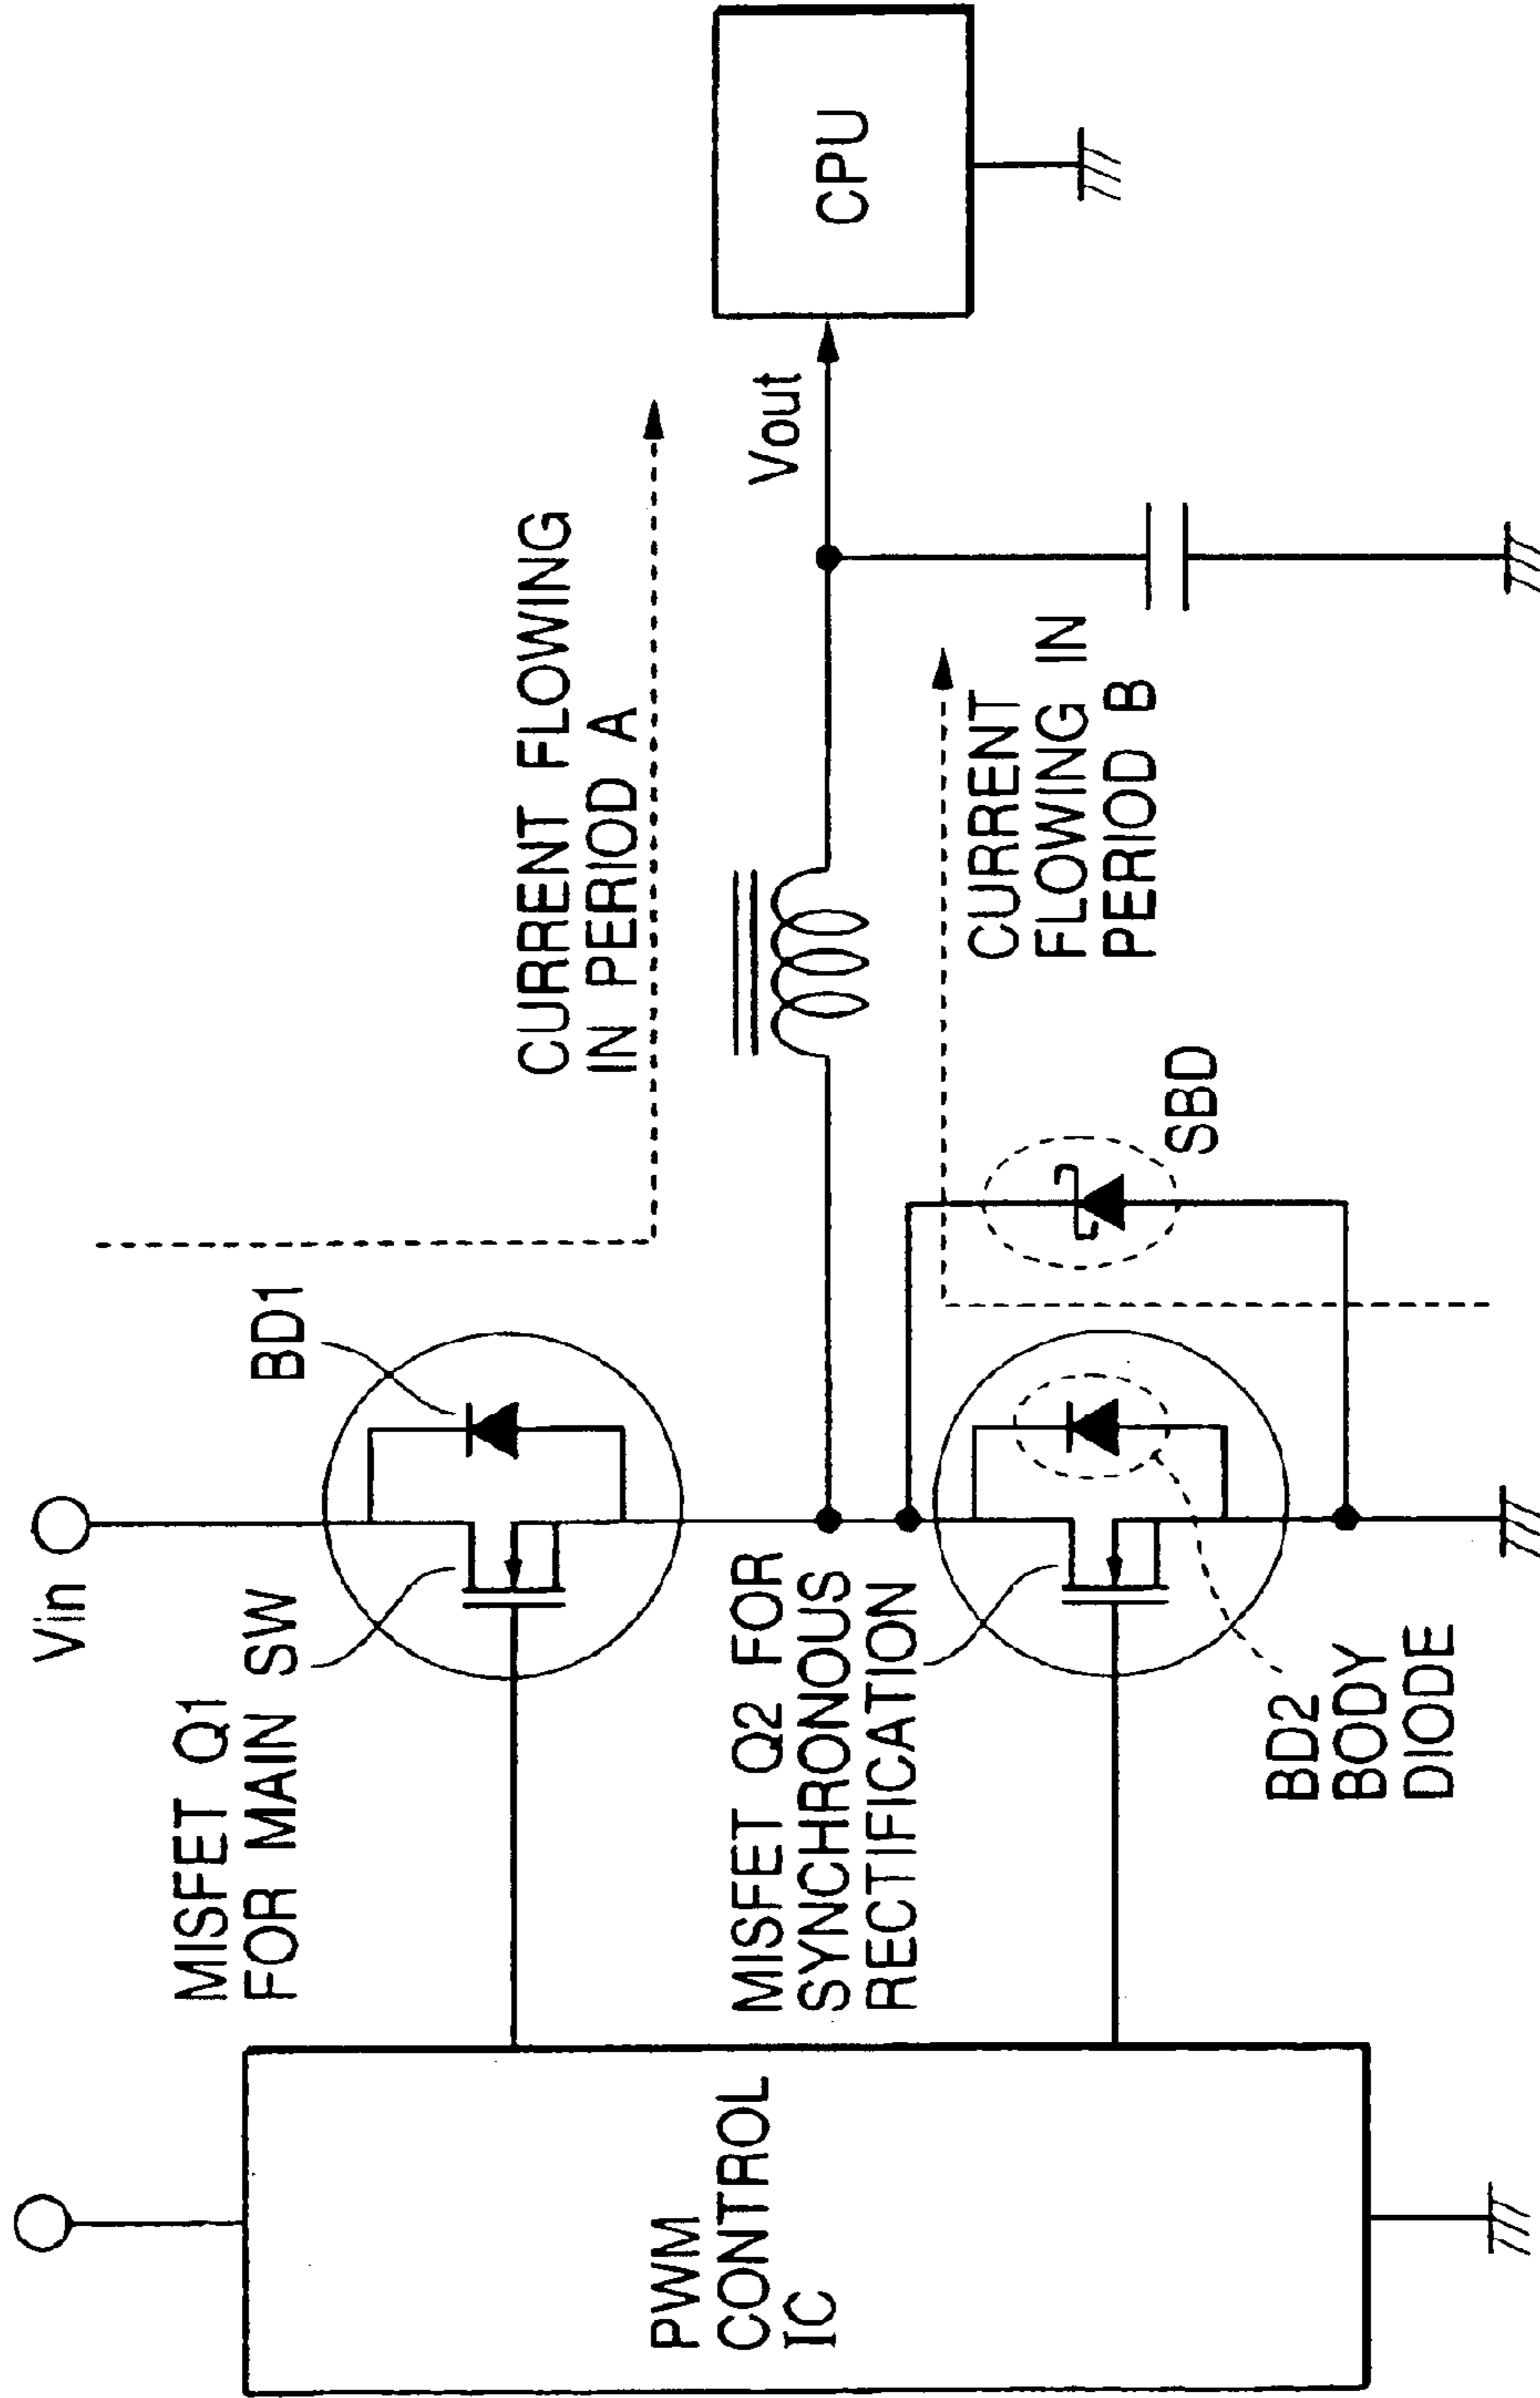 Vin
MISFET Q1
FOR MAIN SW
BD1
CURRENT FLOWING
IN PERIOD A
Vout
CPU
PWM
CONTROL
IC
MISFET Q2 FOR
SYNCHRONOUS
RECTIFICATION
CURRENT
FLOWING IN
PERIOD B
SBD
BD2
BODY
DIODE